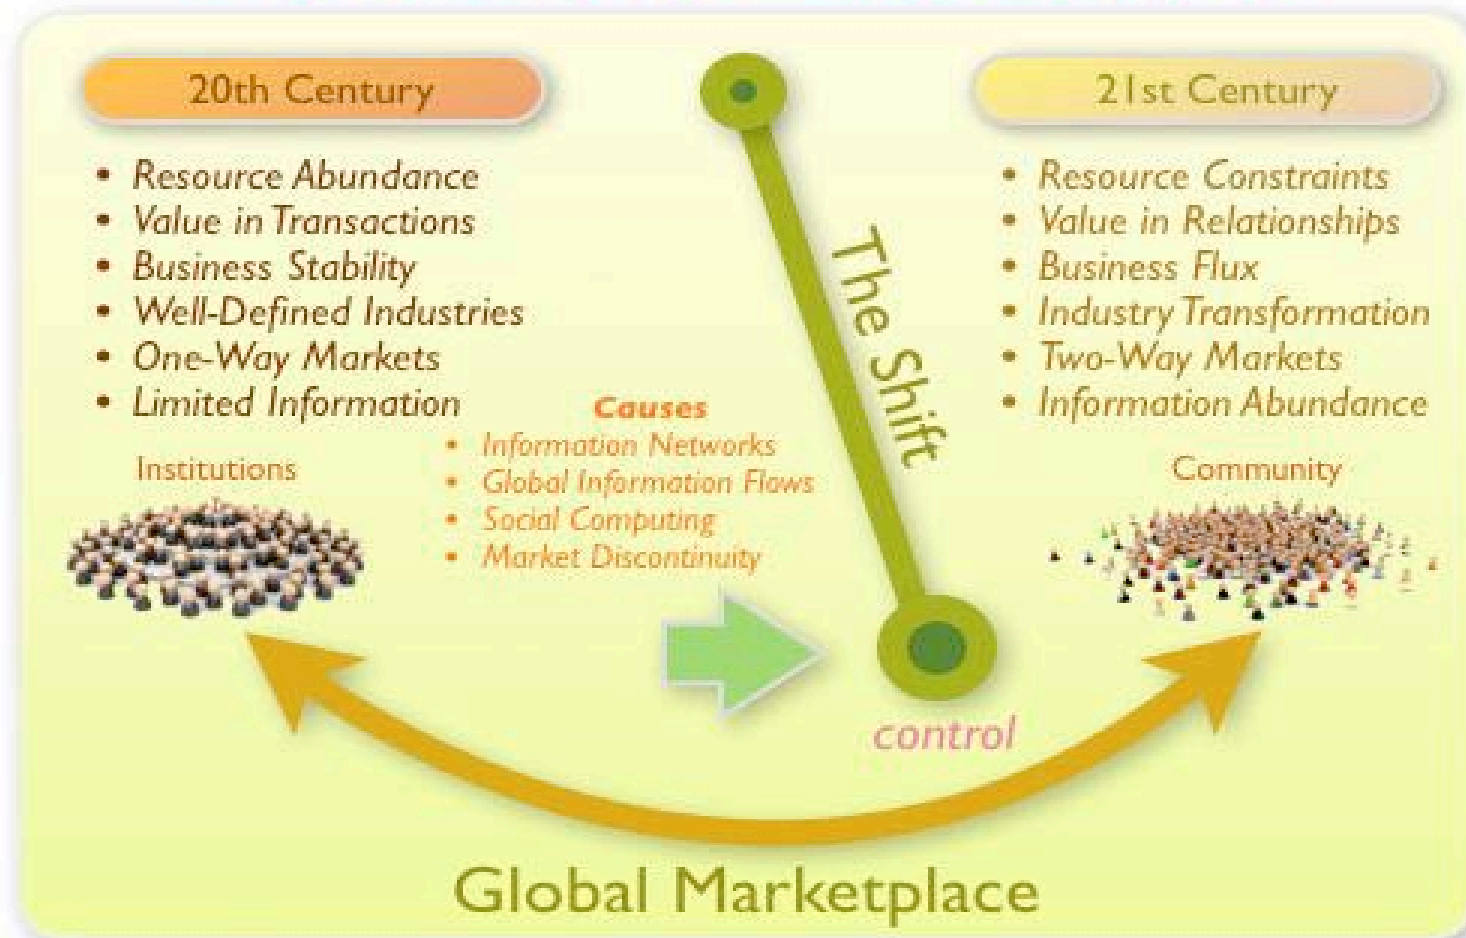 20th Century
• Resource Abundance
• Value in Transactions
• Business Stability
• Well-Defined Industries
• One-Way Markets
• Limited Information
Institutions
Causes
• Information Networks
• Global Information Flows
• Social Computing
• Market Discontinuity
The Shift
control
21st Century
• Resource Constraints
• Value in Relationships
• Business Flux
• Industry Transformation
• Two-Way Markets
• Information Abundance
Community
Global Marketplace